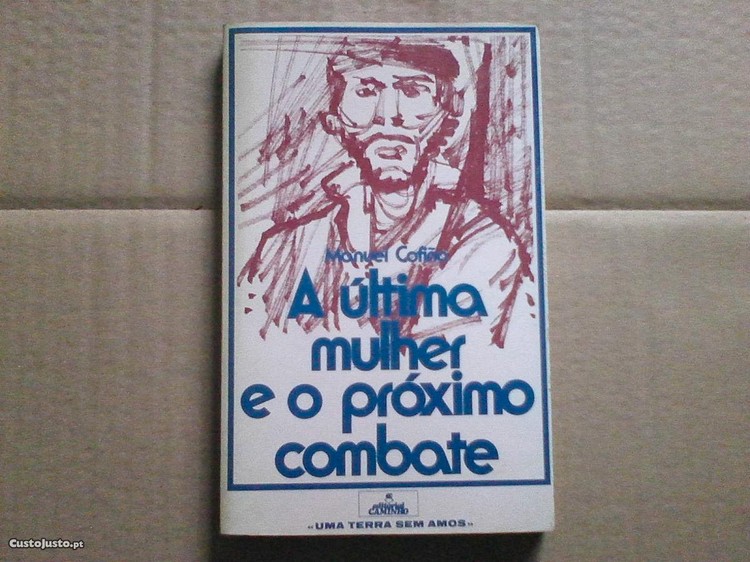 Manuel Cofiño
A última
mulher
e o próximo
combate
editorial
CAMINHO
«UMA TERRA SEM AMOS»
CustoJusto.pt